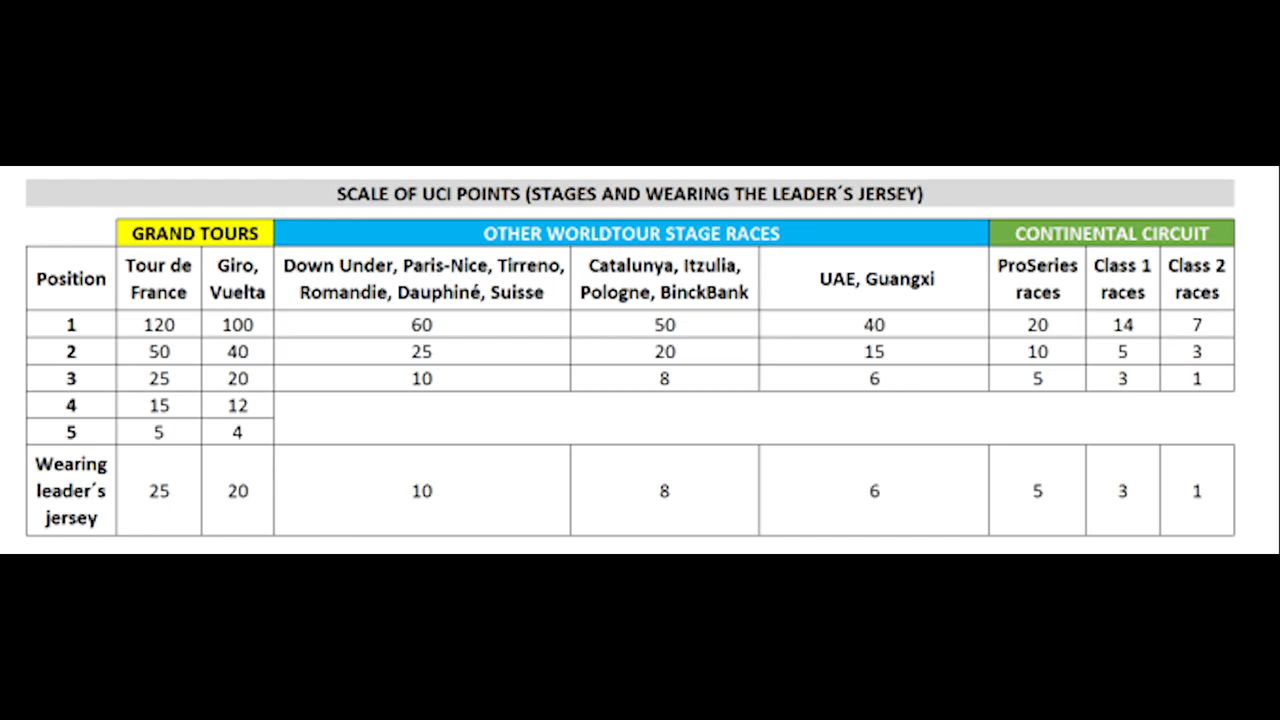 SCALE OF UCI POINTS (STAGES AND WEARING THE LEADER´S JERSEY)
GRAND TOURS OTHER WORLDTOUR STAGE RACES CONTINENTAL CIRCUIT
Position Tour de France Giro, Vuelta Down Under, Paris-Nice, Tirreno, Romandie, Dauphiné, Suisse Catalunya, Itzulia, Pologne, BinckBank UAE, Guangxi ProSeries races Class 1 races Class 2 races
1 120 100 60 50 40 20 14 7
2 50 40 25 20 15 10 5 3
3 25 20 10 8 6 5 3 1
4 15 12
5 5 4
Wearing leader´s jersey 25 20 10 8 6 5 3 1